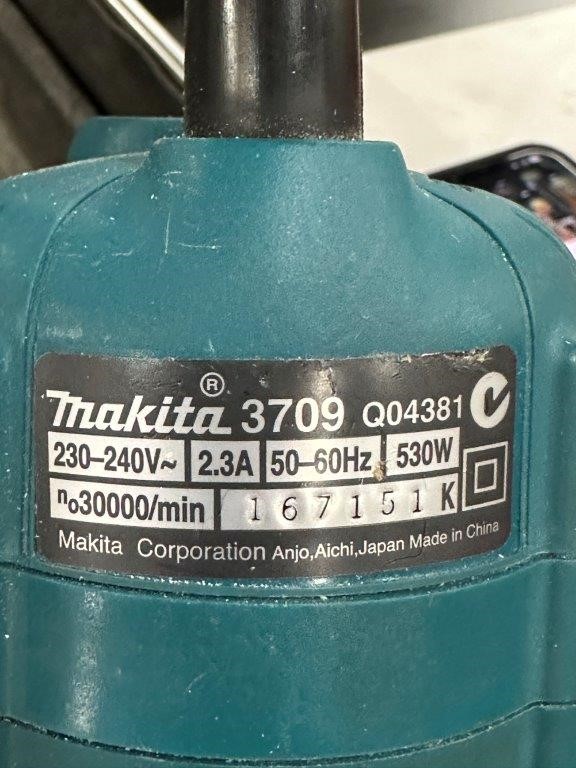 makita® 3709 Q04381
230–240V~ 2.3A 50–60Hz 530W
n₀30000/min 167151 K
Makita Corporation Anjo,Aichi,Japan Made in China